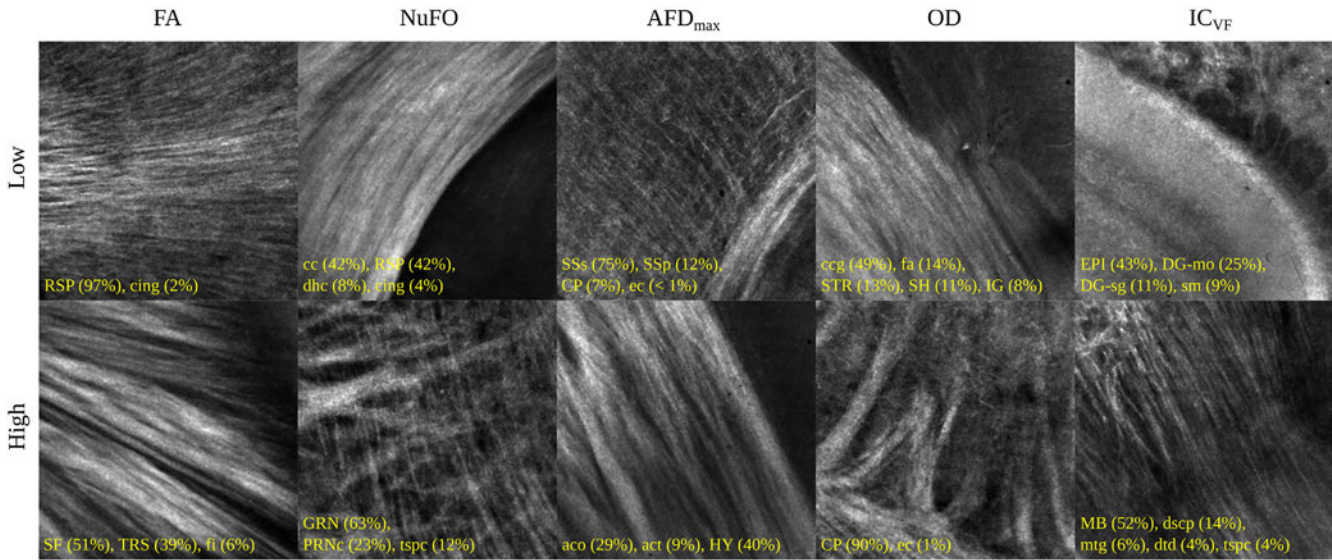 FA NuFO AFDmax OD ICVF
Low
RSP (97%), cing (2%)
cc (42%), RSP (42%),
dhc (8%), cing (4%)
SSs (75%), SSp (12%),
CP (7%), ec (< 1%)
ccg (49%), fa (14%),
STR (13%), SH (11%), IG (8%)
EPI (43%), DG-mo (25%),
DG-sg (11%), sm (9%)
High
SF (51%), TRS (39%), fi (6%)
GRN (63%),
PRNc (23%), tspc (12%)
aco (29%), act (9%), HY (40%)
CP (90%), ec (1%)
MB (52%), dscp (14%),
mtg (6%), dtd (4%), tspc (4%)